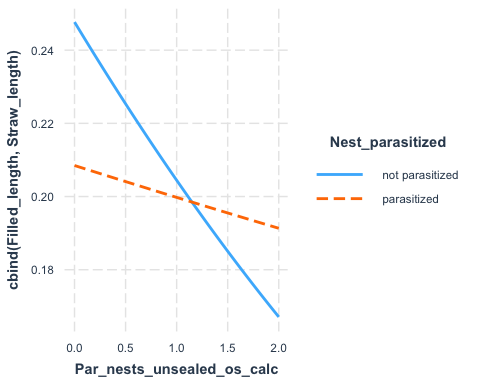 cbind(Filled_length, Straw_length)
0.24
0.22
0.20
0.18
0.0 0.5 1.0 1.5 2.0
Par_nests_unsealed_os_calc
Nest_parasitized
not parasitized
parasitized